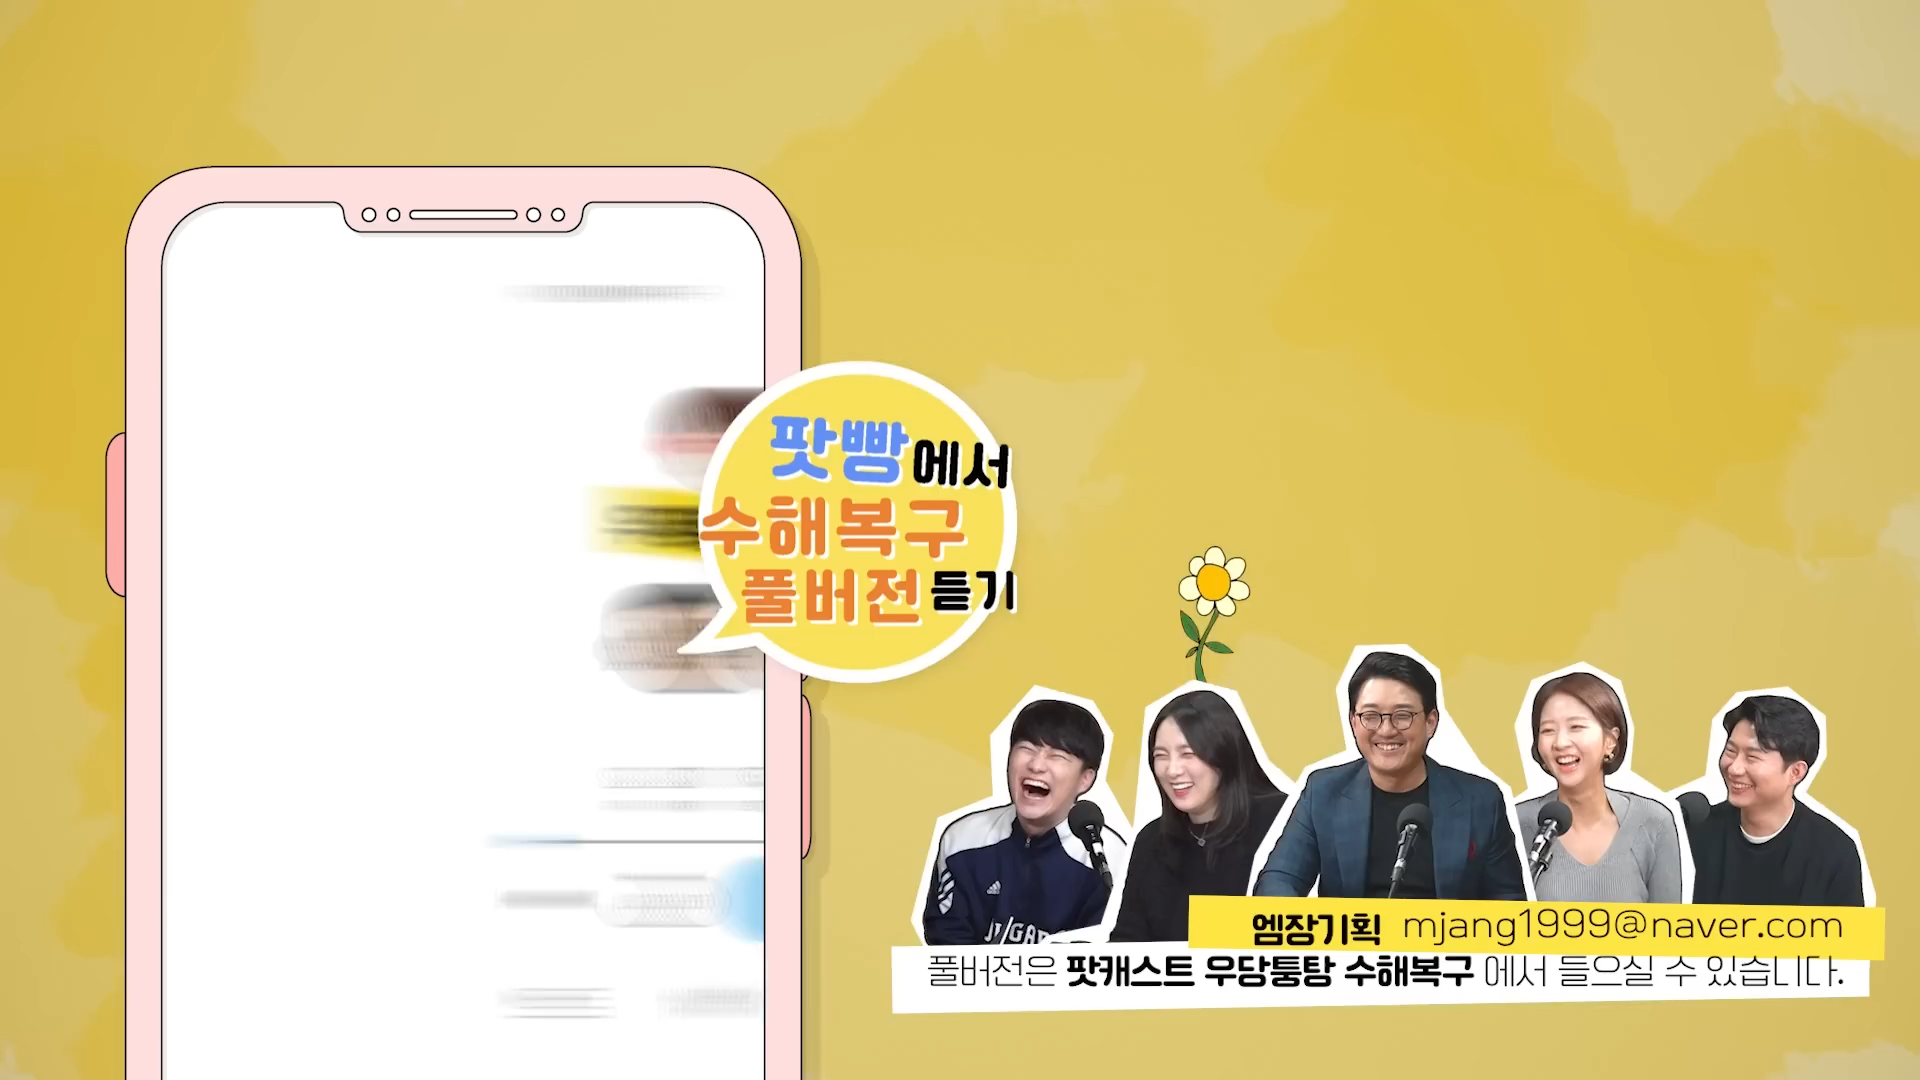 팟빵에서
수해복구
풀버전 듣기
엠장기획 mjang1999@naver.com
풀버전은 팟캐스트 우당퉁탕 수해복구 에서 들으실 수 있습니다.